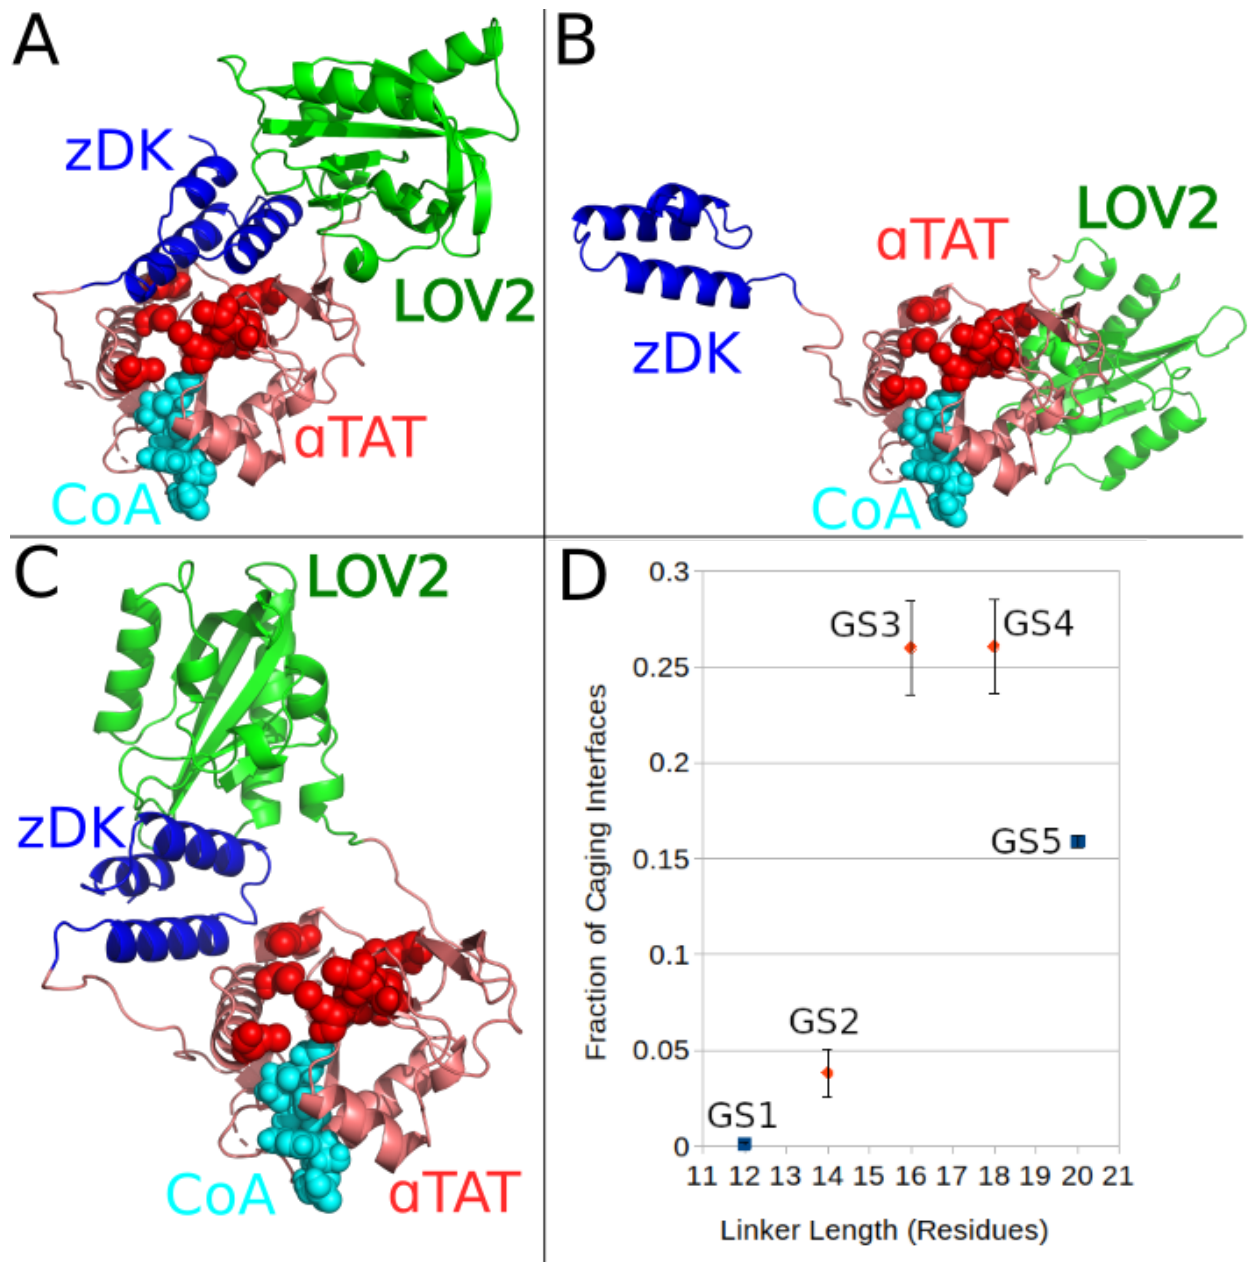 A
zDK
LOV2
αTAT
CoA
B
LOV2
αTAT
zDK
CoA
C
LOV2
zDK
CoA
αTAT
D
0.3
0.25
0.2
0.15
0.1
0.05
0
Fraction of Caging Interfaces
GS3
GS4
GS5
GS2
GS1
11 12 13 14 15 16 17 18 19 20 21
Linker Length (Residues)